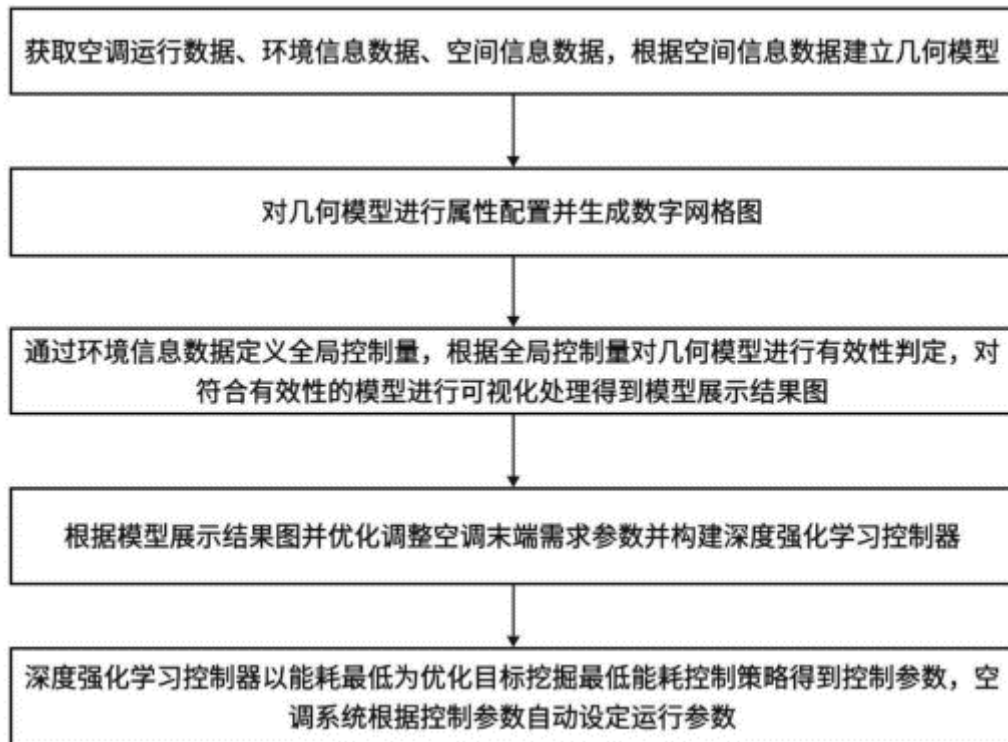 获取空调运行数据、环境信息数据、空间信息数据，根据空间信息数据建立几何模型
对几何模型进行属性配置并生成数字网格图
通过环境信息数据定义全局控制量，根据全局控制量对几何模型进行有效性判定，对
符合有效性的模型进行可视化处理得到模型展示结果图
根据模型展示结果图并优化调整空调末端需求参数并构建深度强化学习控制器
深度强化学习控制器以能耗最低为优化目标挖掘最低能耗控制策略得到控制参数，空
调系统根据控制参数自动设定运行参数